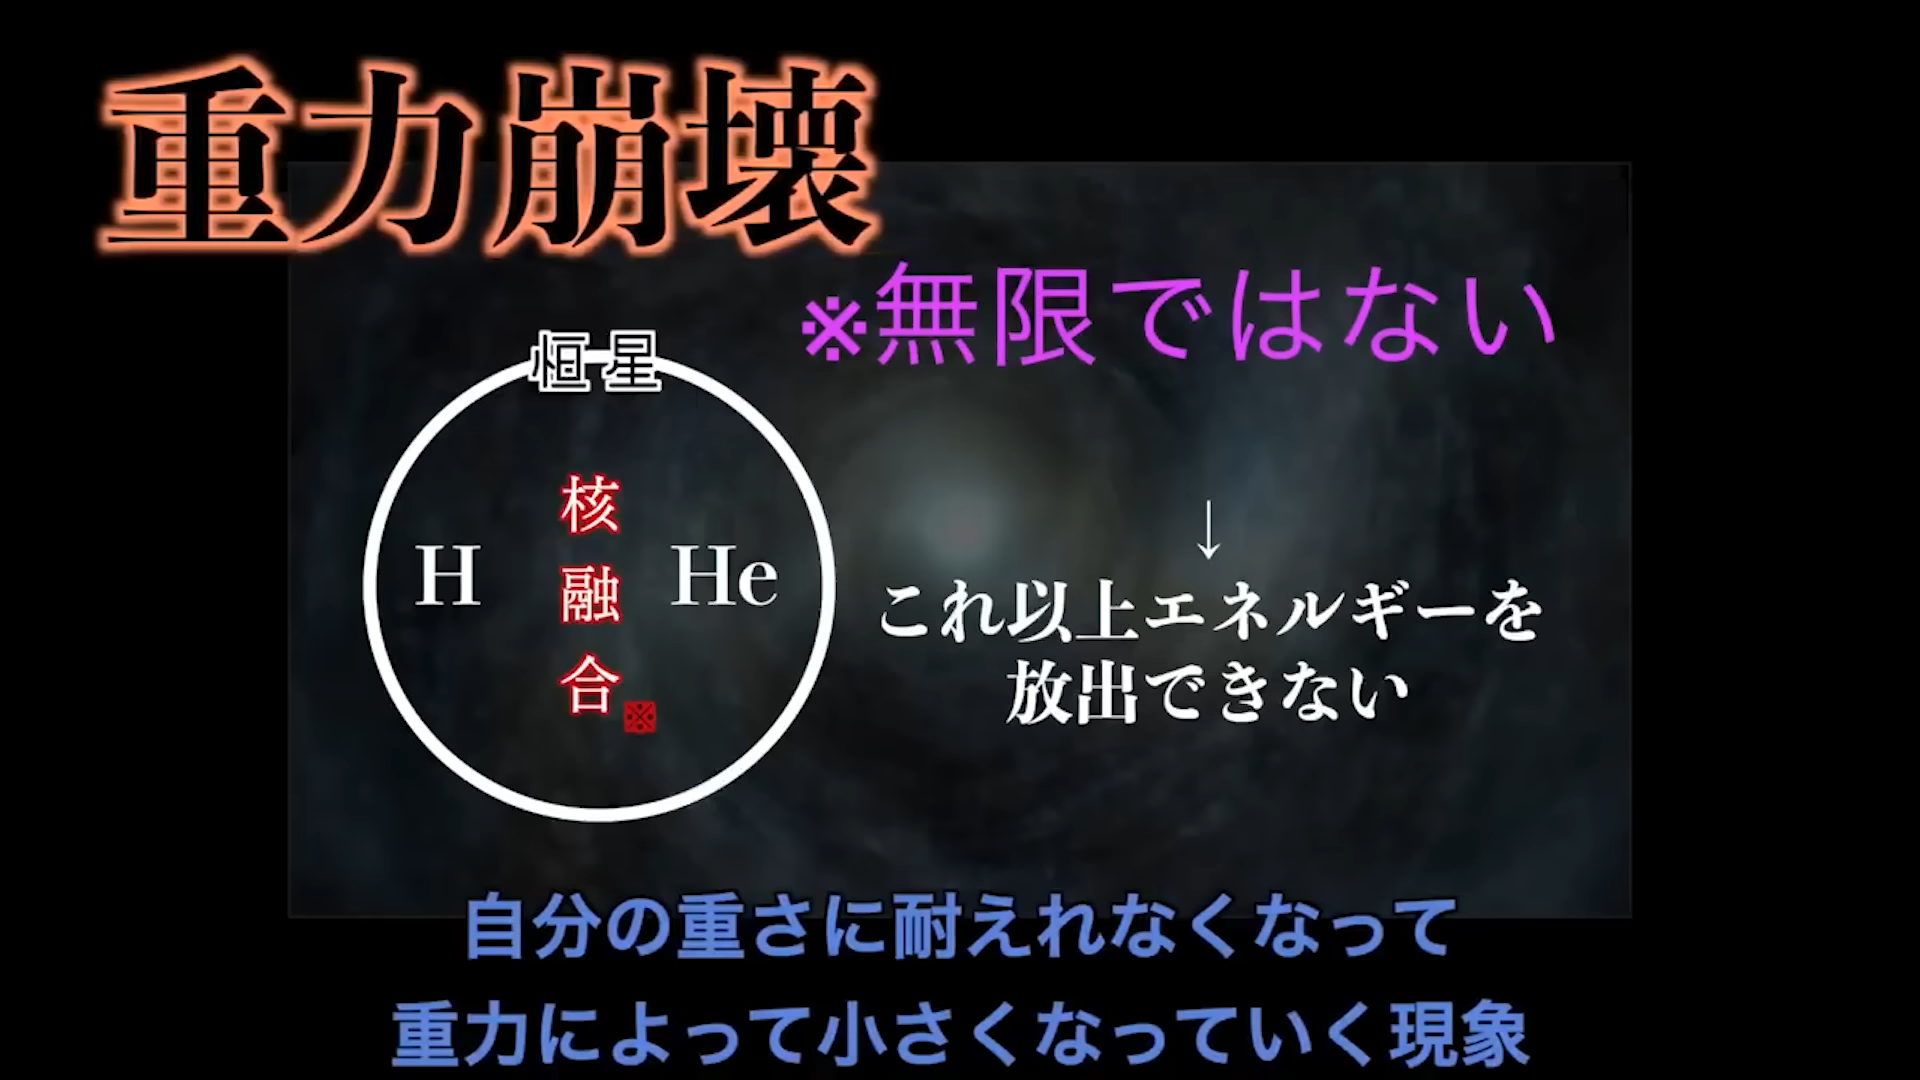 重力崩壊
※無限ではない
恒星
H
核融合※
He
↓
これ以上エネルギーを
放出できない
自分の重さに耐えれなくなって
重力によって小さくなっていく現象